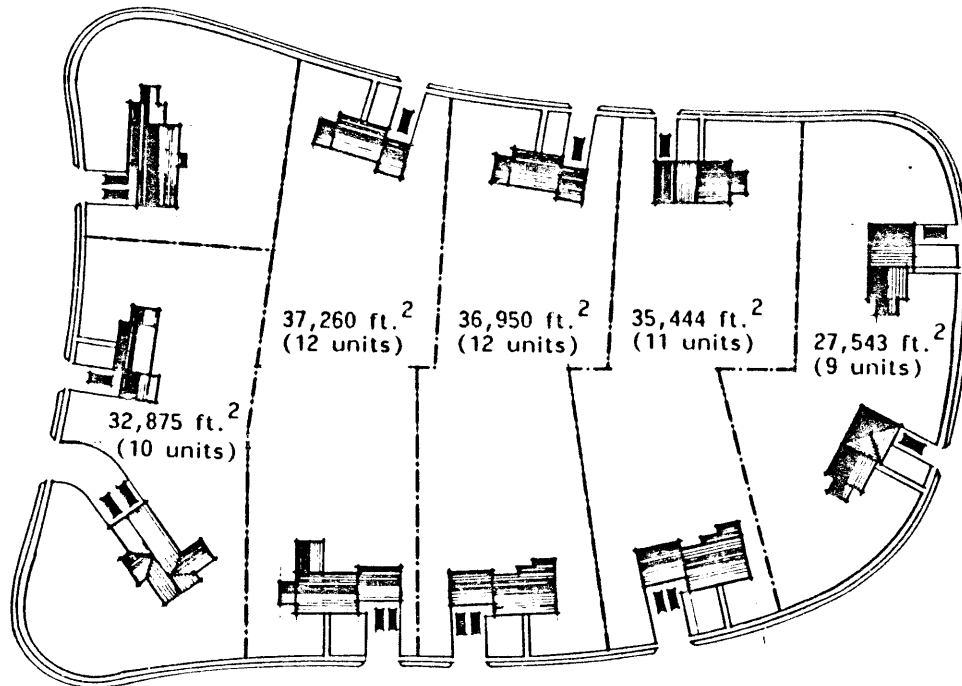 37,260 ft.²
(12 units)
36,950 ft.²
(12 units)
35,444 ft.²
(11 units)
27,543 ft.²
(9 units)
32,875 ft.²
(10 units)